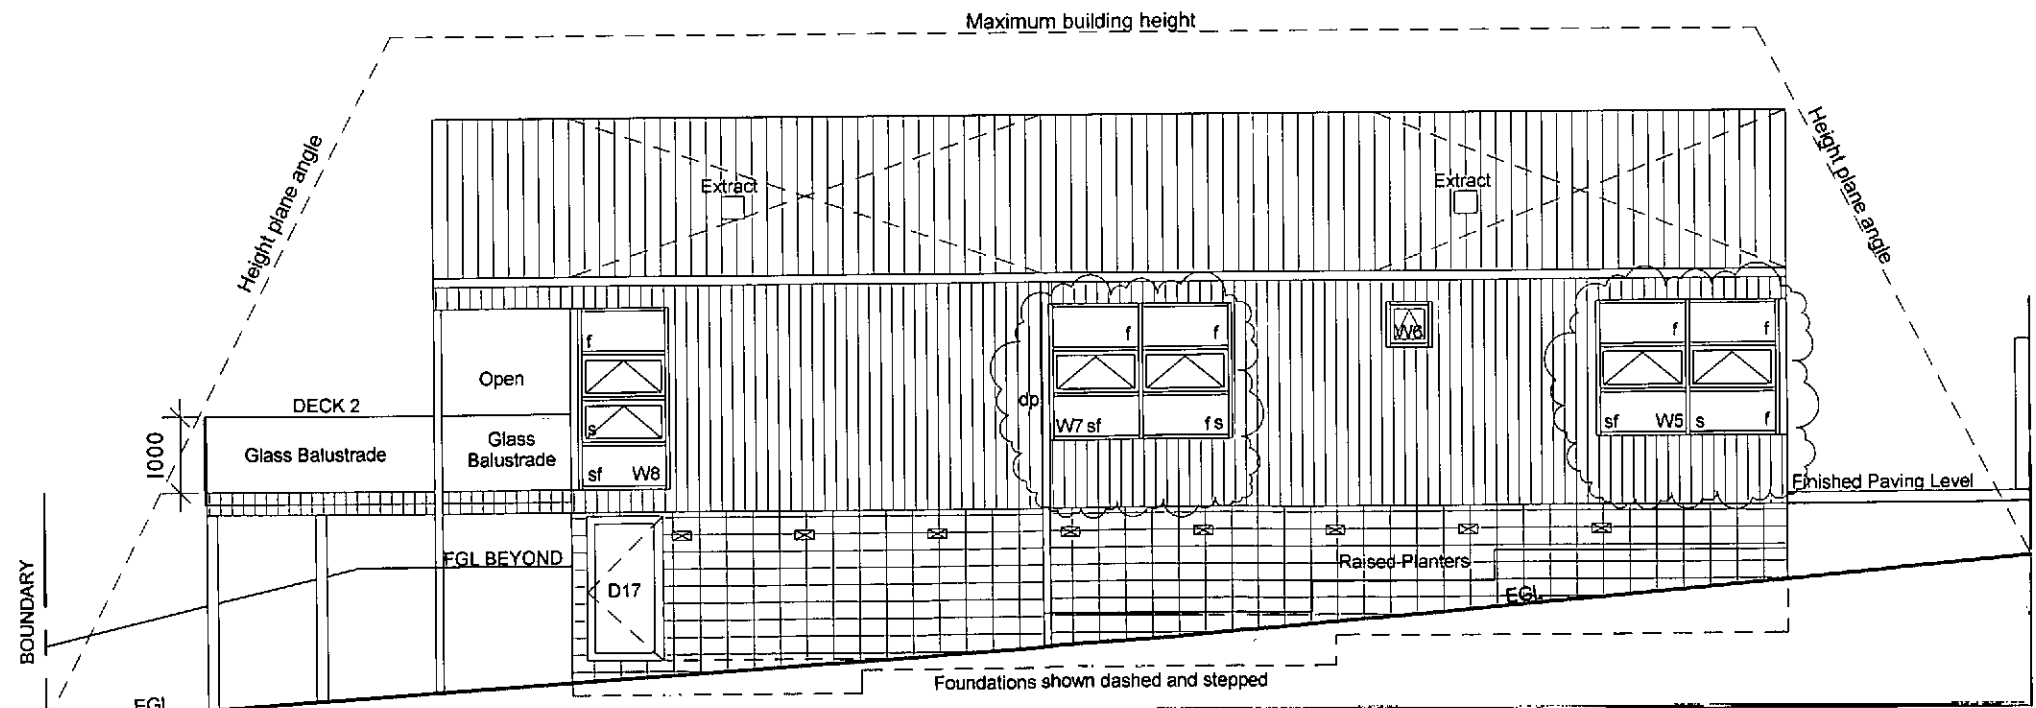 Maximum building height
Height plane angle
Height plane angle
Extract
Extract
f
f
f
W6
f
f
Open
DECK 2
dp
1000
Glass Balustrade
Glass
Balustrade
s
sf
W8
W7 sf
f s
sf
W5
s
f
Finished Paving Level
BOUNDARY
FGL BEYOND
D17
Raised Planters
EGL
Foundations shown dashed and stepped
EGL